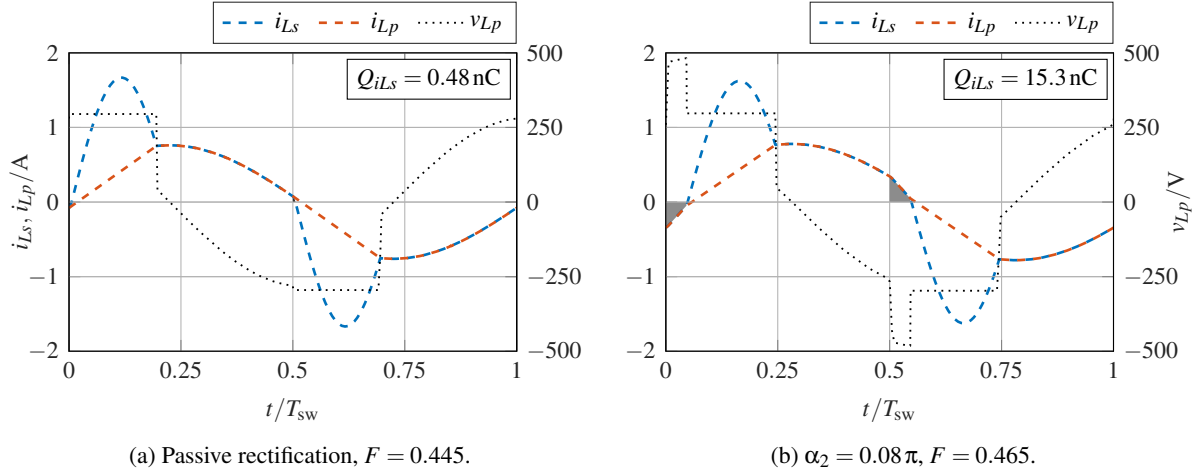 i_Ls i_Lp v_Lp
2 500
Q_iLs = 0.48 nC
1 250
0 0
−1 −250
−2 −500
0 0.25 0.5 0.75 1
i_Ls, i_Lp/A
t/T_sw
(a) Passive rectification, F = 0.445.
i_Ls i_Lp v_Lp
2 500
Q_iLs = 15.3 nC
1 250
0 0
−1 −250
−2 −500
0 0.25 0.5 0.75 1
v_Lp/V
t/T_sw
(b) α₂ = 0.08 π, F = 0.465.